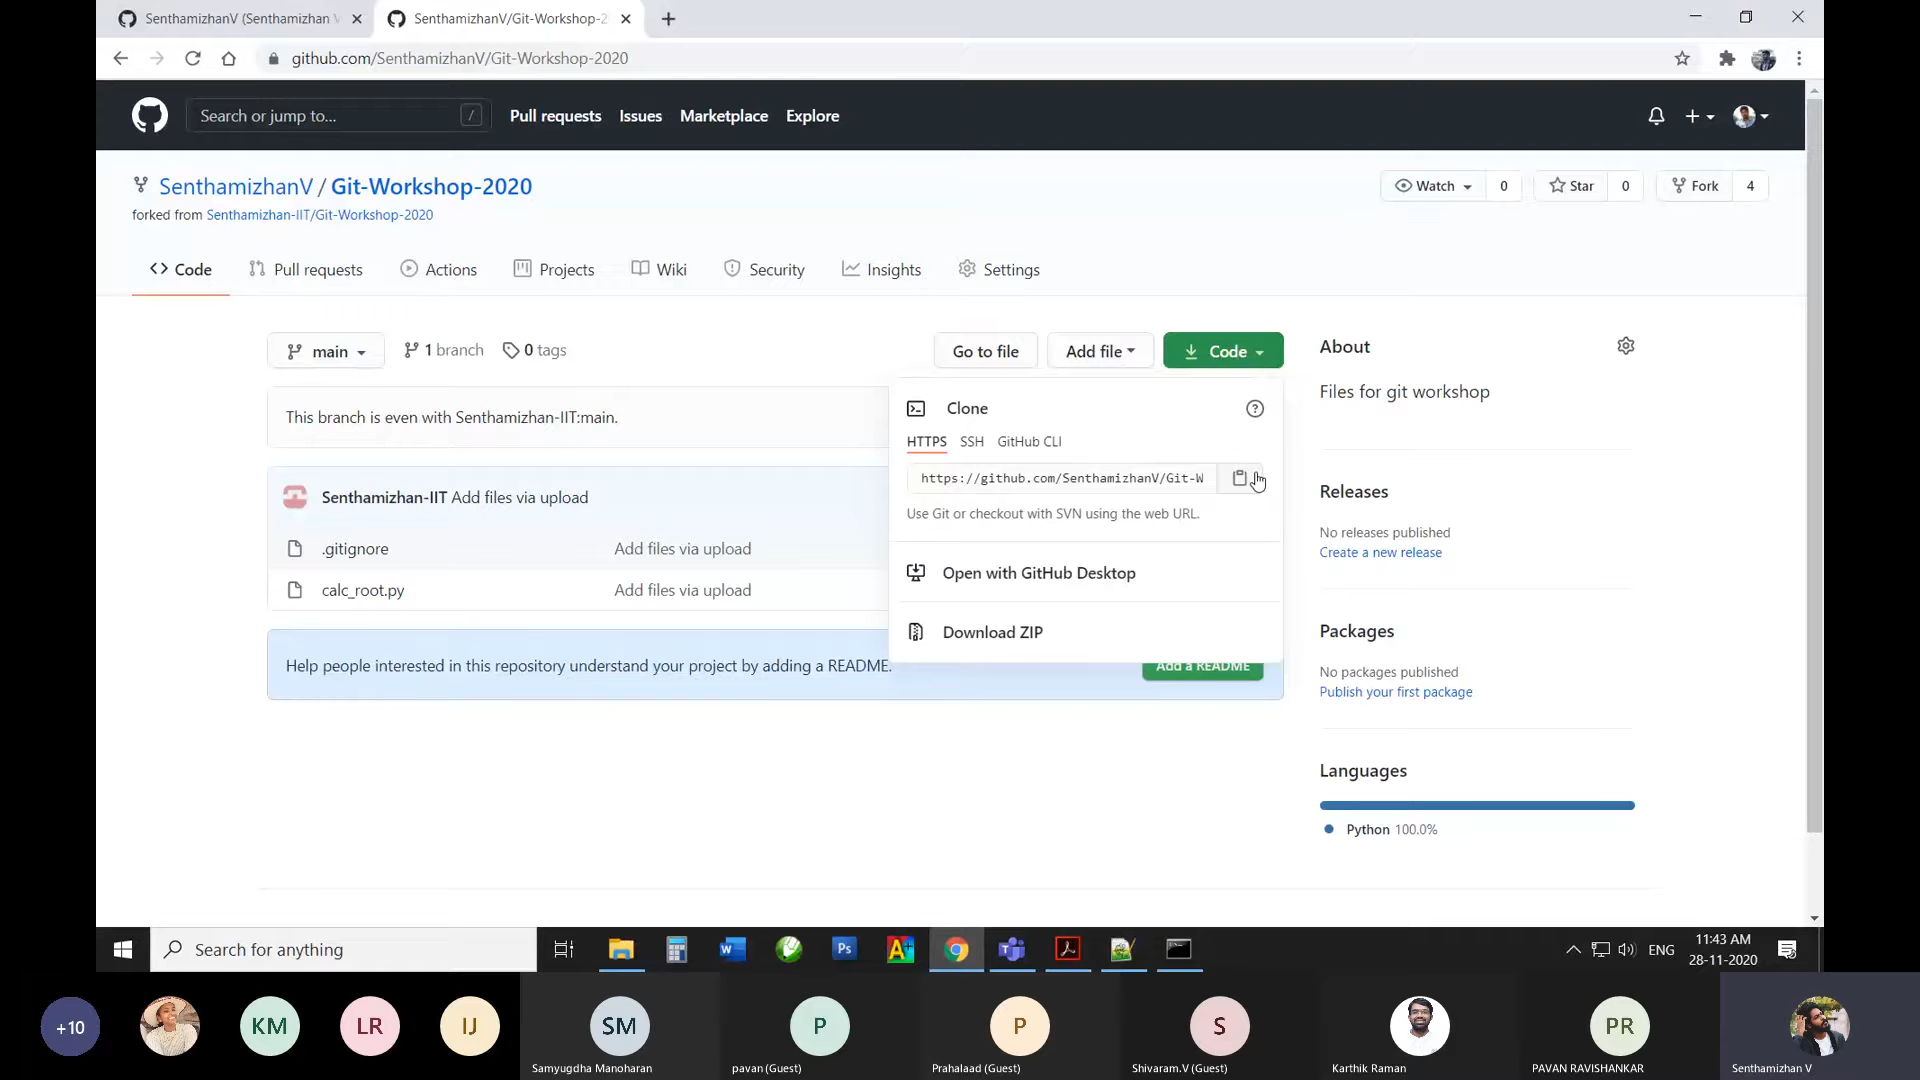 SenthamizhanV (Senthamizhan V
SenthamizhanV/Git-Workshop-2
github.com/SenthamizhanV/Git-Workshop-2020
Search or jump to...
/
Pull requests
Issues
Marketplace
Explore
SenthamizhanV / Git-Workshop-2020
forked from Senthamizhan-IIT/Git-Workshop-2020
Watch
0
Star
0
Fork
4
Code
Pull requests
Actions
Projects
Wiki
Security
Insights
Settings
main
1 branch
0 tags
Go to file
Add file
Code
This branch is even with Senthamizhan-IIT:main.
Senthamizhan-IIT Add files via upload
.gitignore
Add files via upload
calc_root.py
Add files via upload
Help people interested in this repository understand your project by adding a README.
Add a README
Clone
HTTPS
SSH
GitHub CLI
https://github.com/SenthamizhanV/Git-W
Use Git or checkout with SVN using the web URL.
Open with GitHub Desktop
Download ZIP
About
Files for git workshop
Releases
No releases published
Create a new release
Packages
No packages published
Publish your first package
Languages
Python 100.0%
Search for anything
Ps
ENG
11:43 AM
28-11-2020
+10
KM
LR
IJ
SM
Samyugdha Manoharan
P
pavan (Guest)
P
Prahalaad (Guest)
S
Shivaram.V (Guest)
Karthik Raman
PR
PAVAN RAVISHANKAR
Senthamizhan V